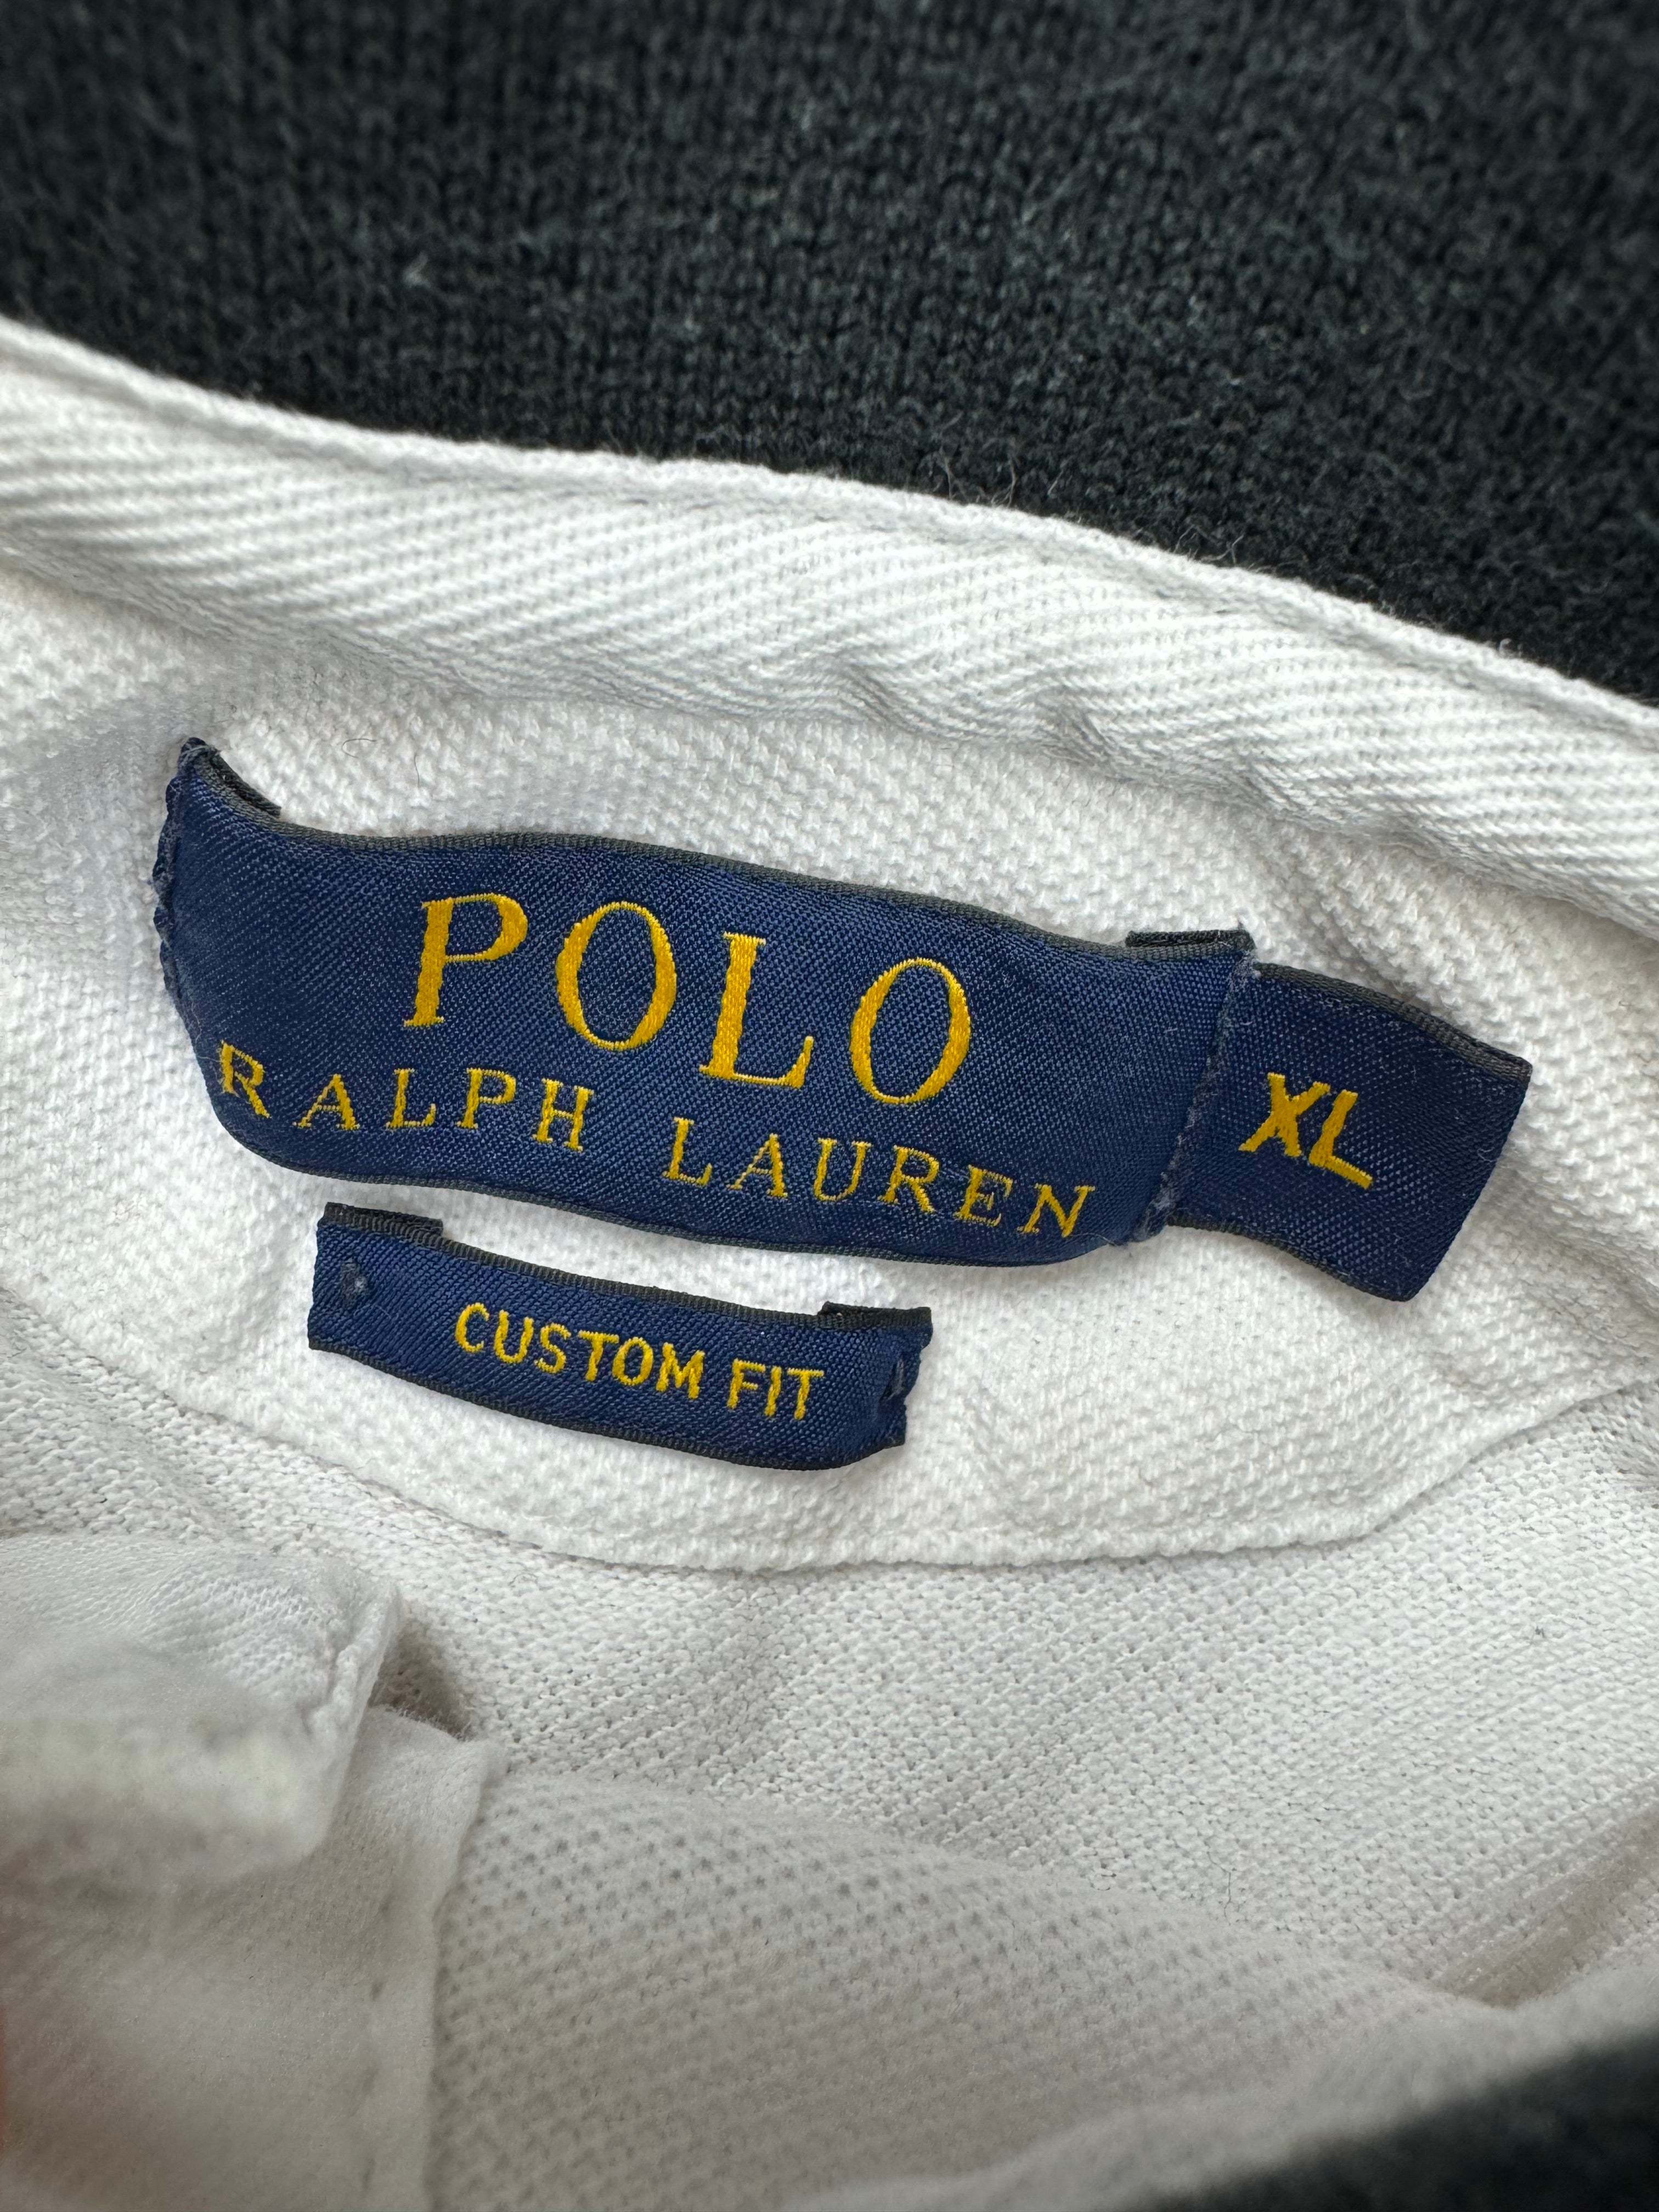 POLO
RALPH LAUREN
XL
CUSTOM FIT